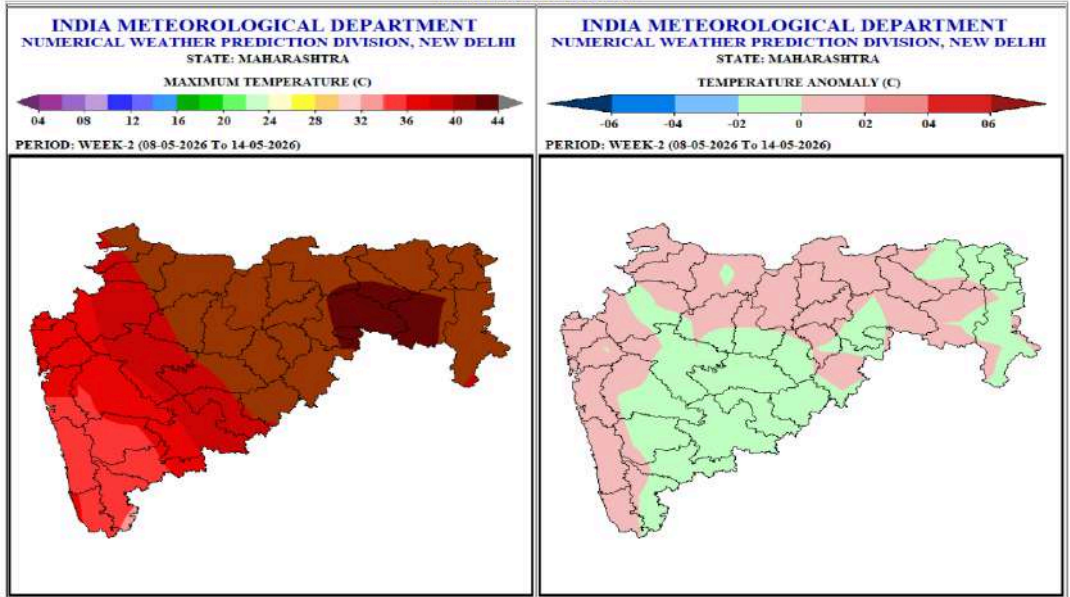 INDIA METEOROLOGICAL DEPARTMENT
NUMERICAL WEATHER PREDICTION DIVISION, NEW DELHI
STATE: MAHARASHTRA
MAXIMUM TEMPERATURE (C)
04 08 12 16 20 24 28 32 36 40 44
PERIOD: WEEK-2 (08-05-2026 To 14-05-2026)
INDIA METEOROLOGICAL DEPARTMENT
NUMERICAL WEATHER PREDICTION DIVISION, NEW DELHI
STATE: MAHARASHTRA
TEMPERATURE ANOMALY (C)
-06 -04 -02 0 02 04 06
PERIOD: WEEK-2 (08-05-2026 To 14-05-2026)